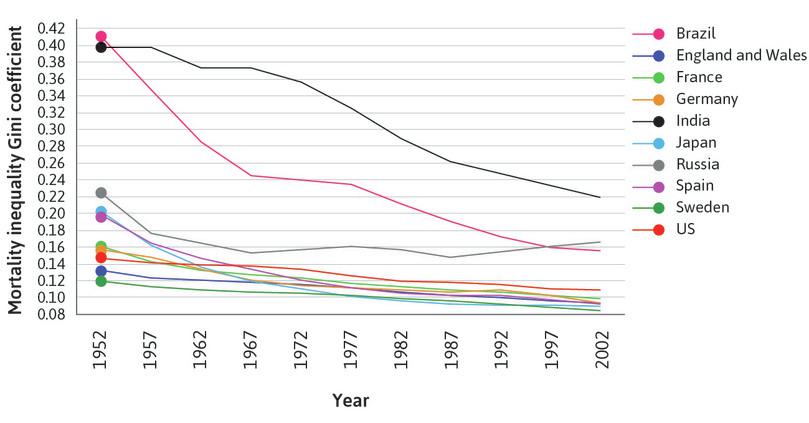 Mortality inequality Gini coefficient
0.42
0.40
0.38
0.36
0.34
0.32
0.30
0.28
0.26
0.24
0.22
0.20
0.18
0.16
0.14
0.12
0.10
0.08
1952
1957
1962
1967
1972
1977
1982
1987
1992
1997
2002
Year
Brazil
England and Wales
France
Germany
India
Japan
Russia
Spain
Sweden
US